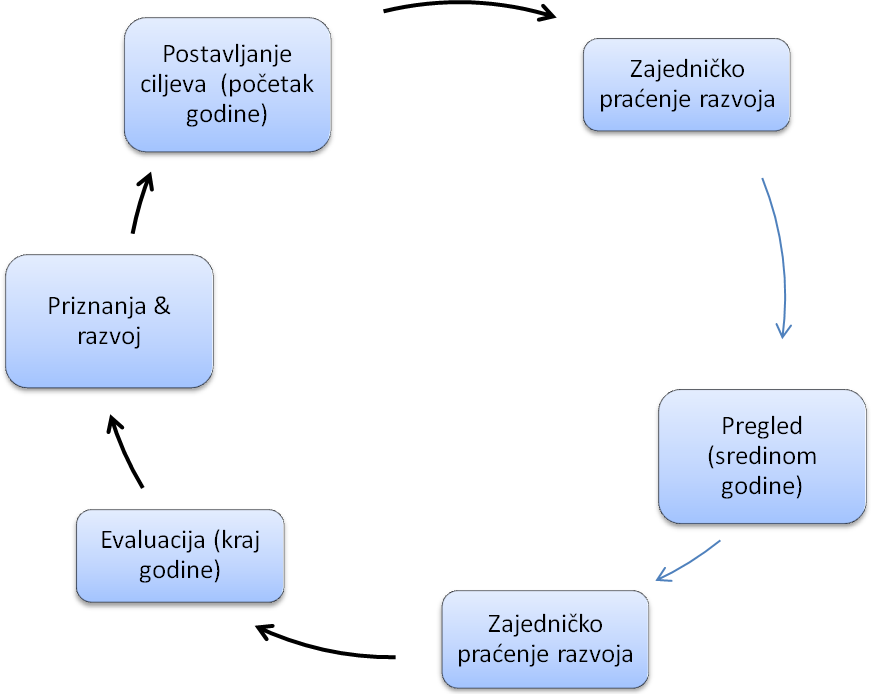 Postavljanje
ciljeva (početak
godine)
Zajedničko
praćenje razvoja
Pregled
(sredinom
godine)
Zajedničko
praćenje razvoja
Evaluacija (kraj
godine)
Priznanja &
razvoj